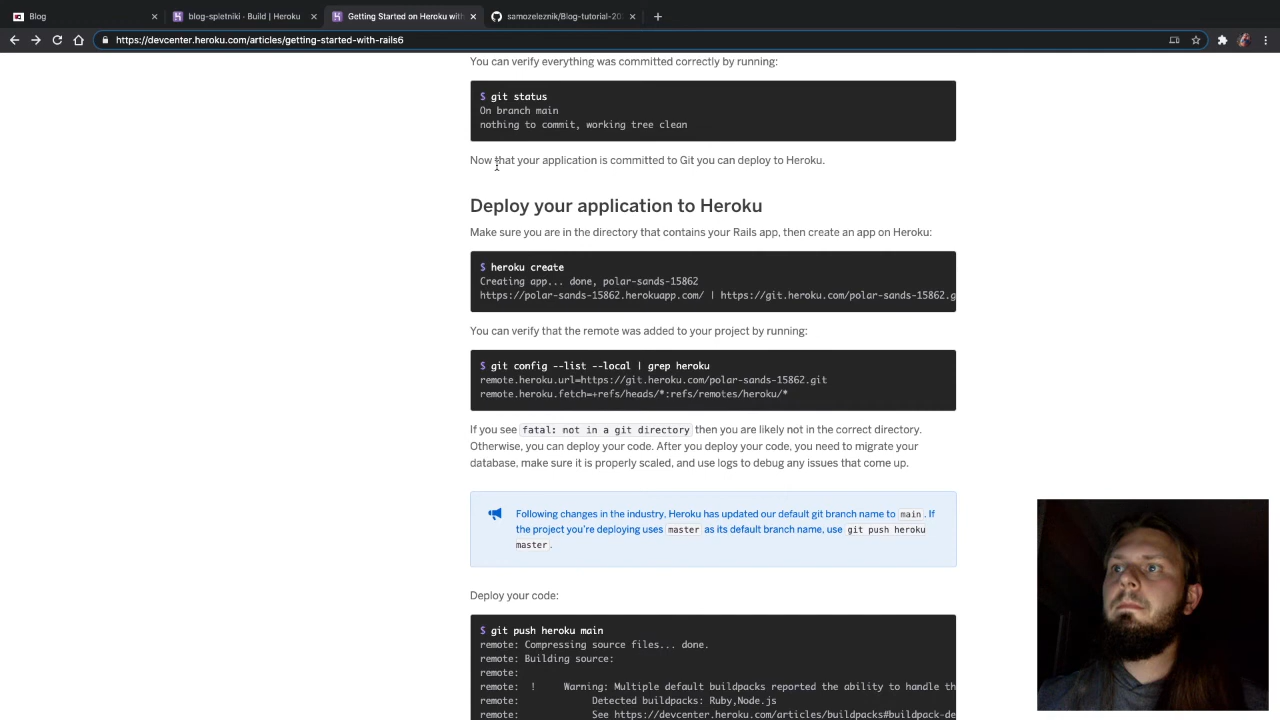 Blog
blog-spletniki · Build | Heroku
Getting Started on Heroku with
samozeleznik/Blog-tutorial-202
https://devcenter.heroku.com/articles/getting-started-with-rails6
You can verify everything was committed correctly by running:
$ git status
On branch main
nothing to commit, working tree clean
Now that your application is committed to Git you can deploy to Heroku.
Deploy your application to Heroku
Make sure you are in the directory that contains your Rails app, then create an app on Heroku:
$ heroku create
Creating app... done, polar-sands-15862
https://polar-sands-15862.herokuapp.com/ | https://git.heroku.com/polar-sands-15862.g
You can verify that the remote was added to your project by running:
$ git config --list --local | grep heroku
remote.heroku.url=https://git.heroku.com/polar-sands-15862.git
remote.heroku.fetch=+refs/heads/*:refs/remotes/heroku/*
If you see fatal: not in a git directory then you are likely not in the correct directory.
Otherwise, you can deploy your code. After you deploy your code, you need to migrate your
database, make sure it is properly scaled, and use logs to debug any issues that come up.
Following changes in the industry, Heroku has updated our default git branch name to main. If
the project you're deploying uses master as its default branch name, use git push heroku
master.
Deploy your code:
$ git push heroku main
remote: Compressing source files... done.
remote: Building source:
remote:
remote: ! Warning: Multiple default buildpacks reported the ability to handle th
remote: Detected buildpacks: Ruby,Node.js
remote: See https://devcenter.heroku.com/articles/buildpacks#buildpack-de